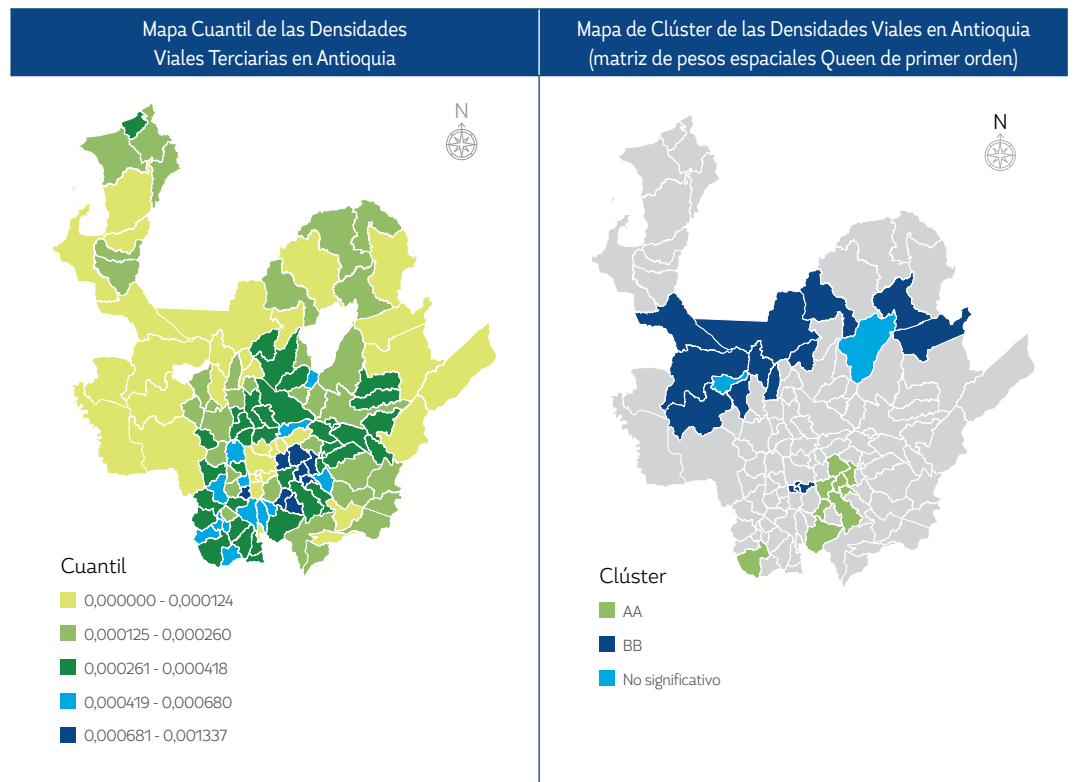 Mapa Cuantil de las Densidades
Viales Terciarias en Antioquia
Mapa de Clúster de las Densidades Viales en Antioquia
(matriz de pesos espaciales Queen de primer orden)
N
N
Cuantil
0,000000 - 0,000124
0,000125 - 0,000260
0,000261 - 0,000418
0,000419 - 0,000680
0,000681 - 0,001337
Clúster
AA
BB
No significativo